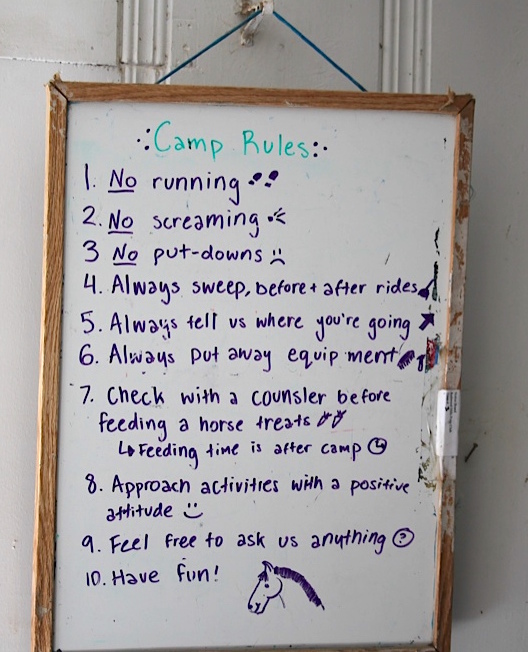 Camp Rules:
1. No running
2. No screaming
3 No put-downs
4. Always sweep, before + after rides
5. Always tell us where you're going
6. Always put away equipment
7. Check with a counsler before
feeding a horse treats
↳ Feeding time is after camp
8. Approach activities with a positive
attitude
9. Feel free to ask us anything ?
10. Have fun!